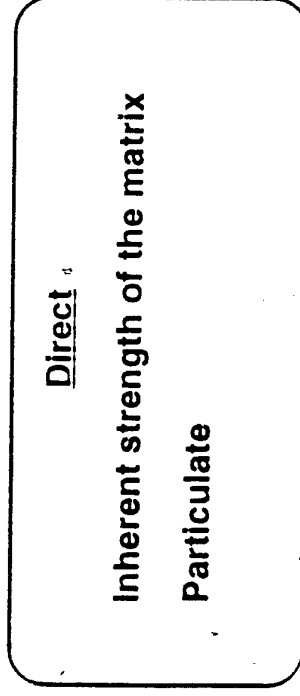 Direct
Inherent strength of the matrix
Particulate